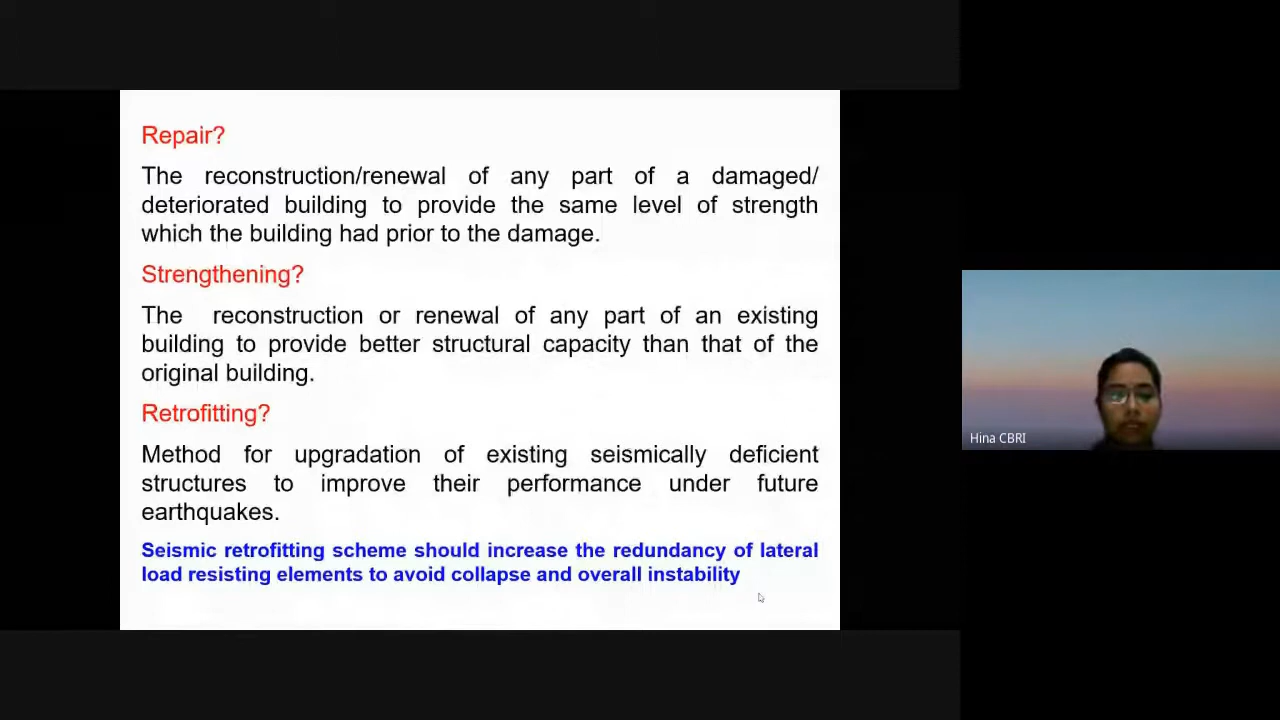 Repair?
The reconstruction/renewal of any part of a damaged/
deteriorated building to provide the same level of strength
which the building had prior to the damage.
Strengthening?
The reconstruction or renewal of any part of an existing
building to provide better structural capacity than that of the
original building.
Retrofitting?
Method for upgradation of existing seismically deficient
structures to improve their performance under future
earthquakes.
Seismic retrofitting scheme should increase the redundancy of lateral
load resisting elements to avoid collapse and overall instability
Hina CBRI